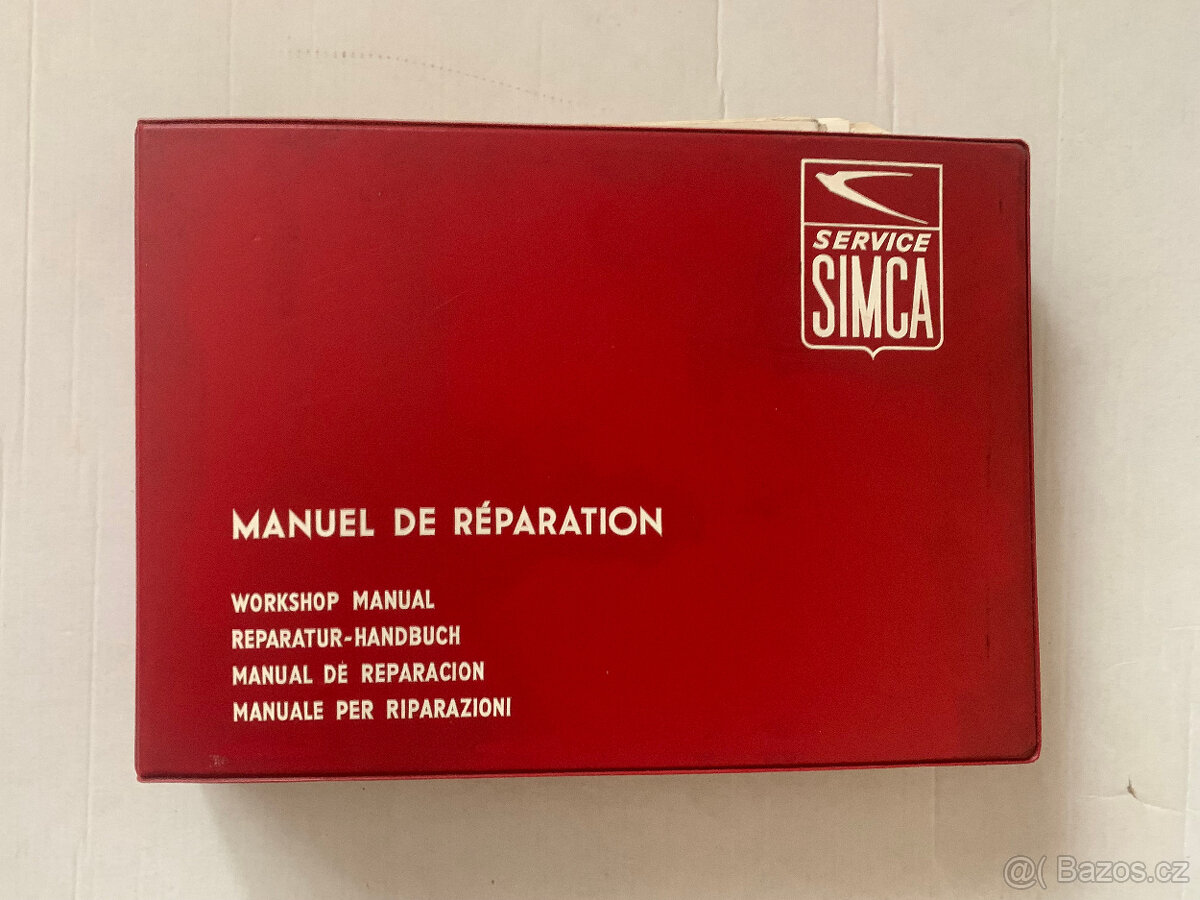 SERVICE
SIMCA
MANUEL DE RÉPARATION
WORKSHOP MANUAL
REPARATUR-HANDBUCH
MANUAL DE REPARACION
MANUALE PER RIPARAZIONI
@( Bazos.cz